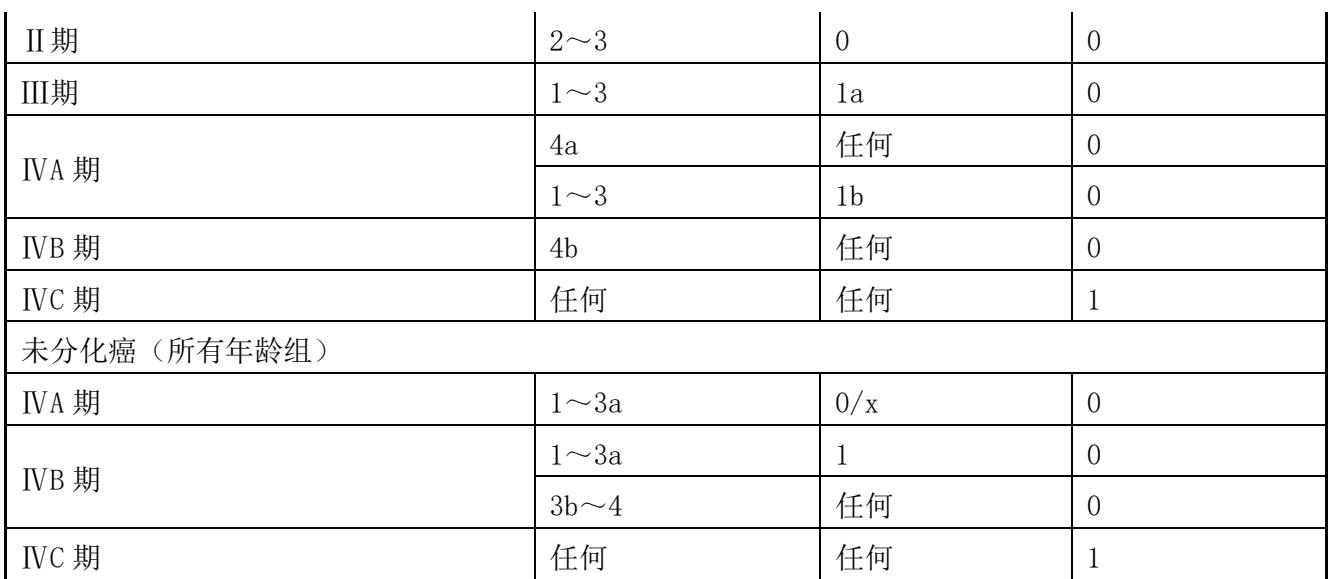 Ⅱ期 2～3 0 0
Ⅲ期 1～3 1a 0
ⅣA 期 4a 任何 0
1～3 1b 0
ⅣB 期 4b 任何 0
ⅣC 期 任何 任何 1
未分化癌（所有年龄组）
ⅣA 期 1～3a 0/x 0
ⅣB 期 1～3a 1 0
3b～4 任何 0
ⅣC 期 任何 任何 1